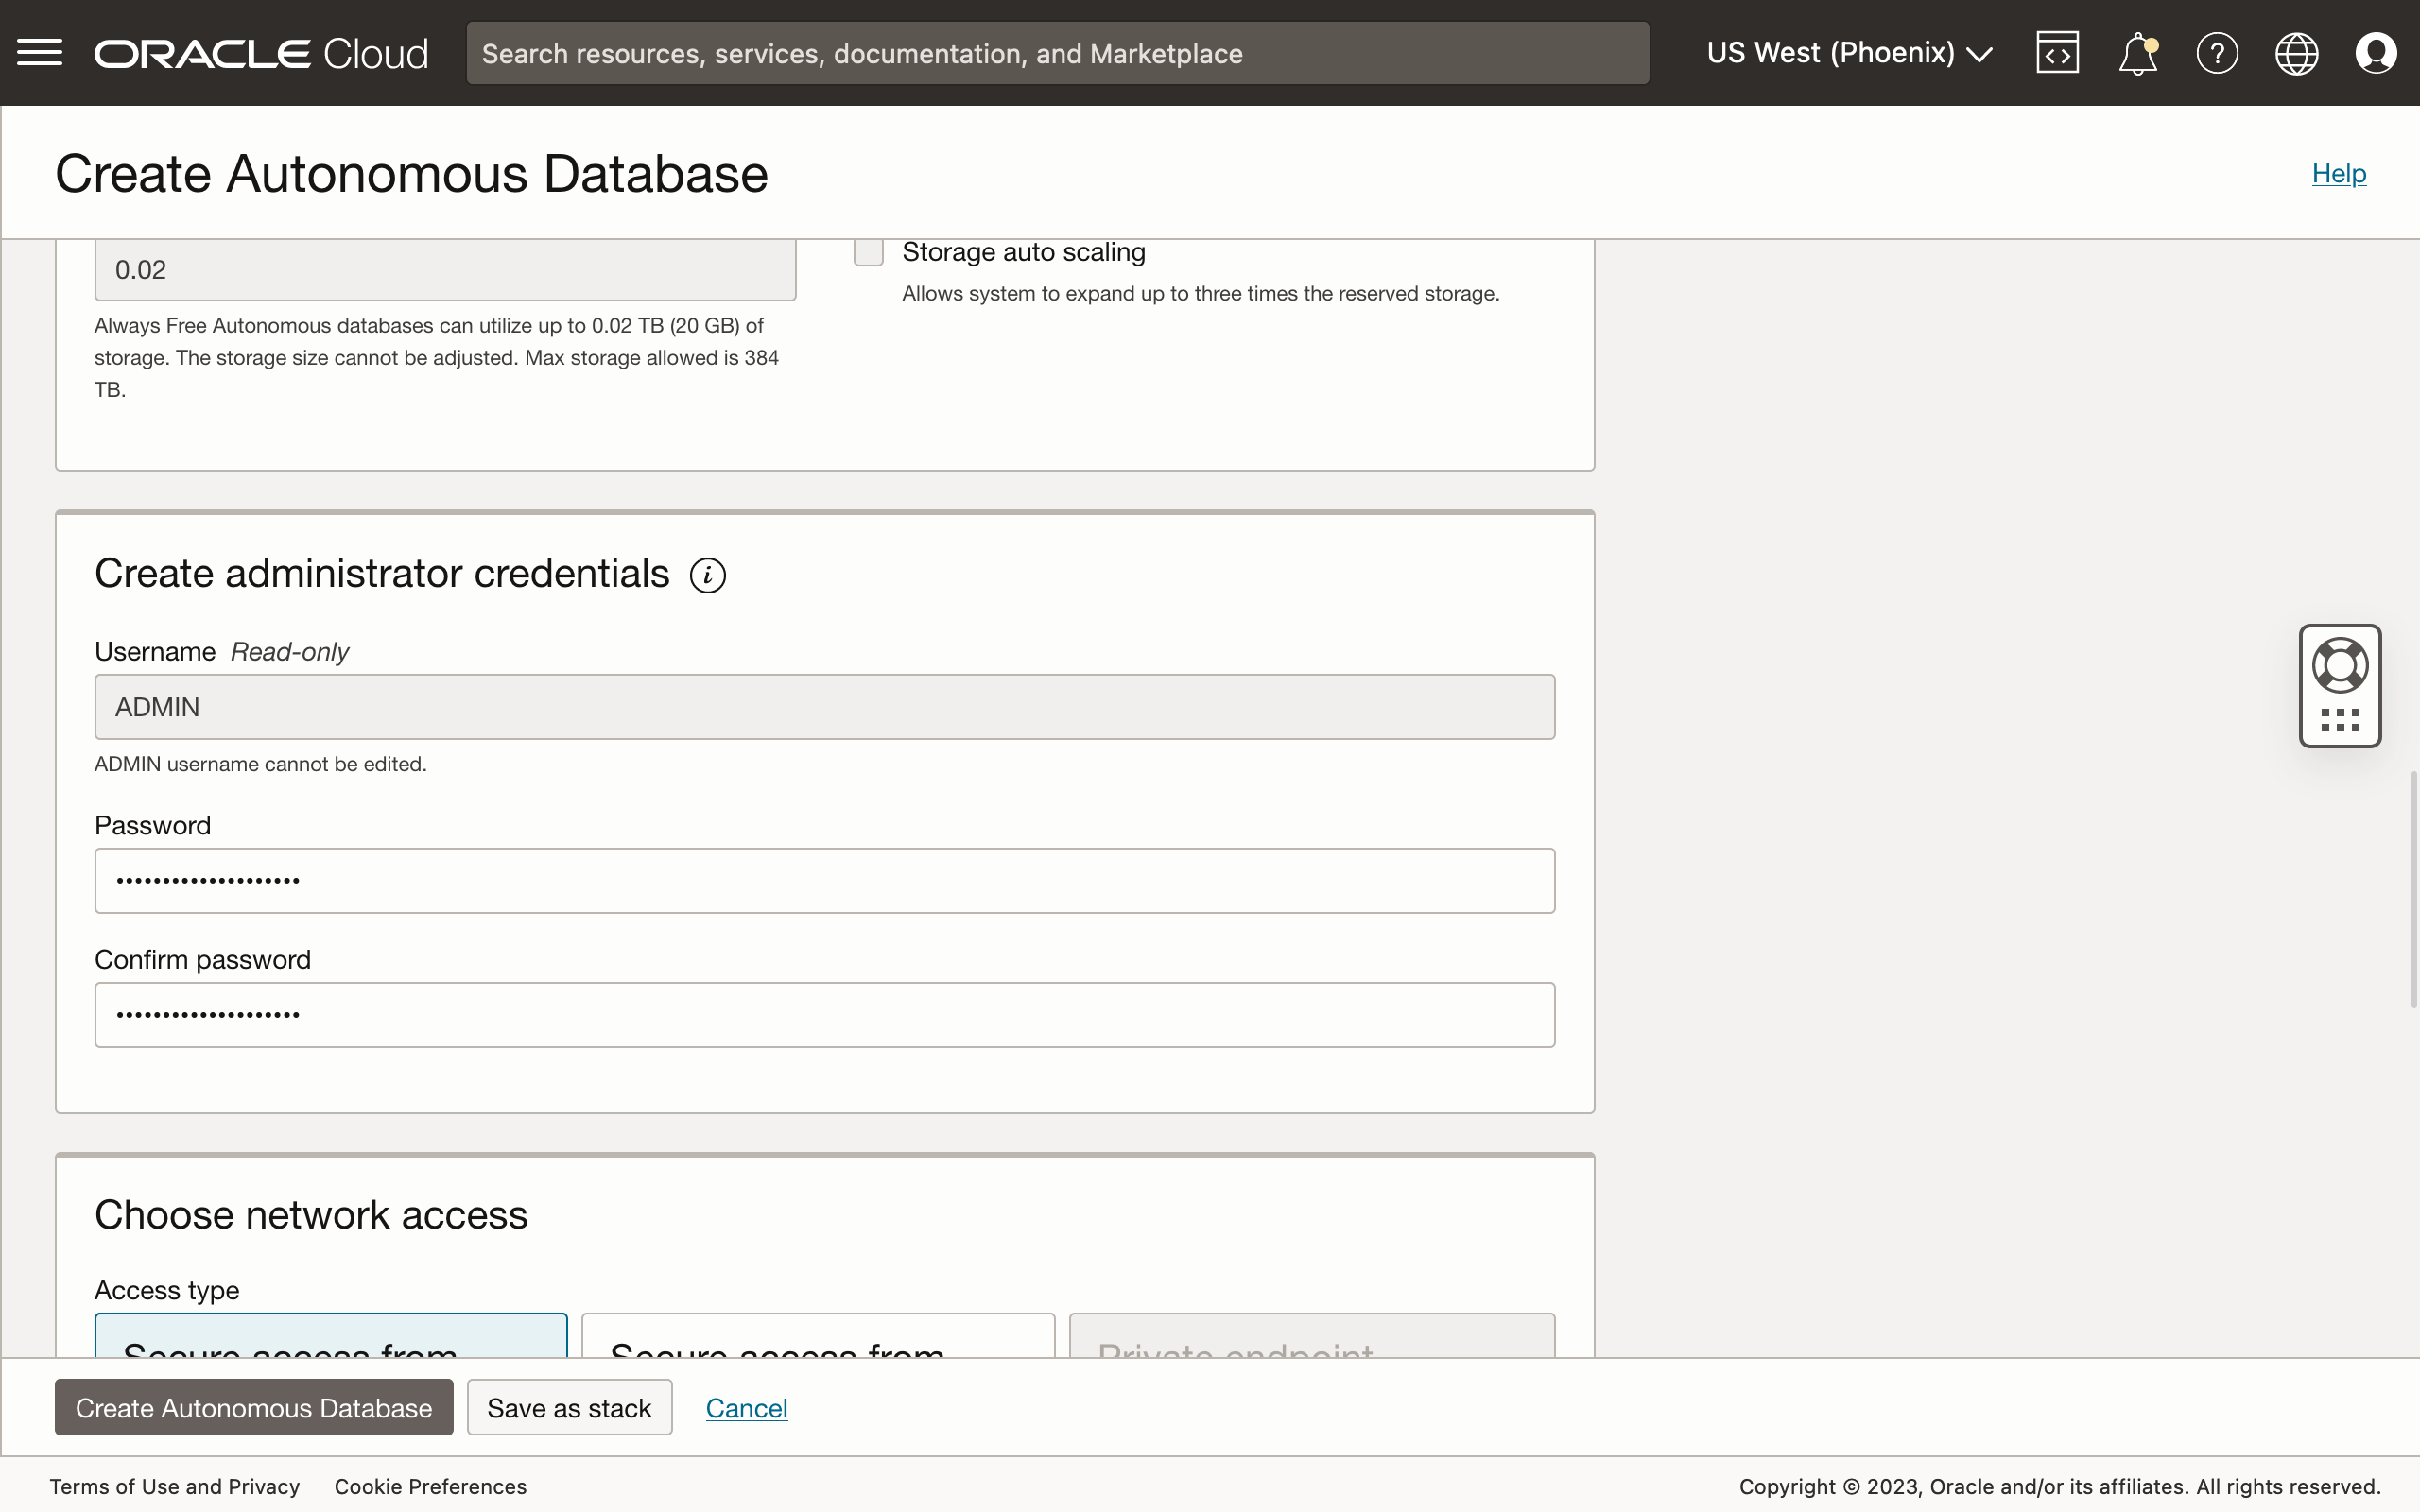 ORACLE Cloud
Search resources, services, documentation, and Marketplace
US West (Phoenix)
Create Autonomous Database
Help
0.02
Always Free Autonomous databases can utilize up to 0.02 TB (20 GB) of
storage. The storage size cannot be adjusted. Max storage allowed is 384
TB.
Storage auto scaling
Allows system to expand up to three times the reserved storage.
Create administrator credentials
Username Read-only
ADMIN
ADMIN username cannot be edited.
Password
••••••••••••••••••••
Confirm password
••••••••••••••••••••
Choose network access
Access type
Secure access from
Secure access from
Private endpoint
Create Autonomous Database
Save as stack
Cancel
Terms of Use and Privacy
Cookie Preferences
Copyright © 2023, Oracle and/or its affiliates. All rights reserved.